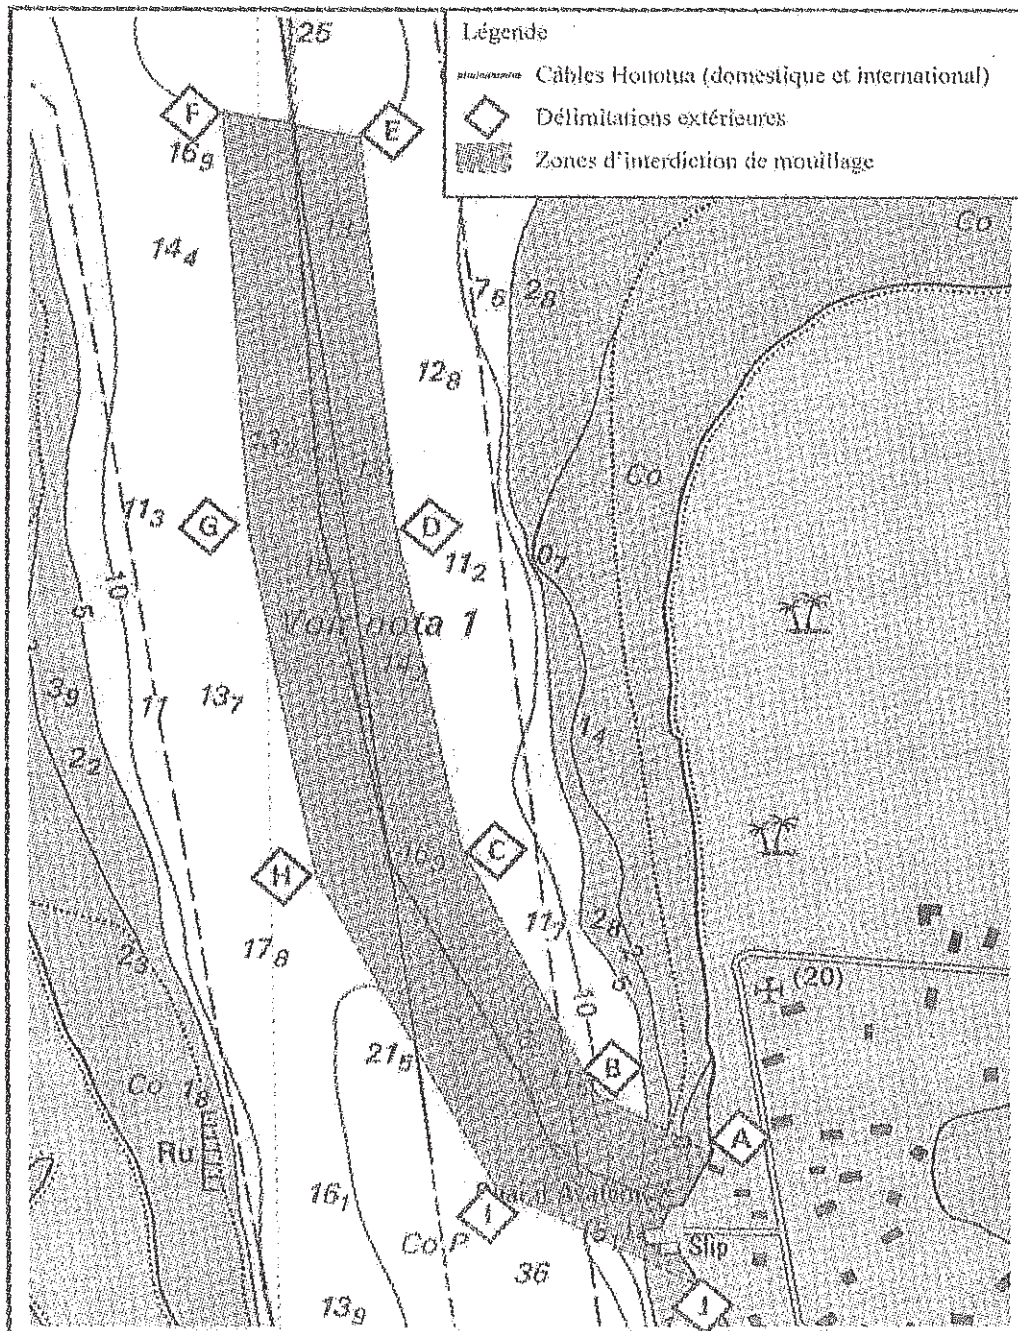 25
Légende
Câbles Honotua (domestique et international)
Délimitations extérieures
Zones d'interdiction de mouillage
F
E
16₉
Co
14₄
7₆
2₈
12₈
Co
11₃
G
D
11₂
0₇
10
5
Voir nota 1
3₉
11
13₇
1₄
2₂
C
H
11₇
2₈
2₃
17₈
5
10
(20)
21₅
B
Co
1₈
A
Ru
16₁
I
Co P
Slip
36
13₉
J